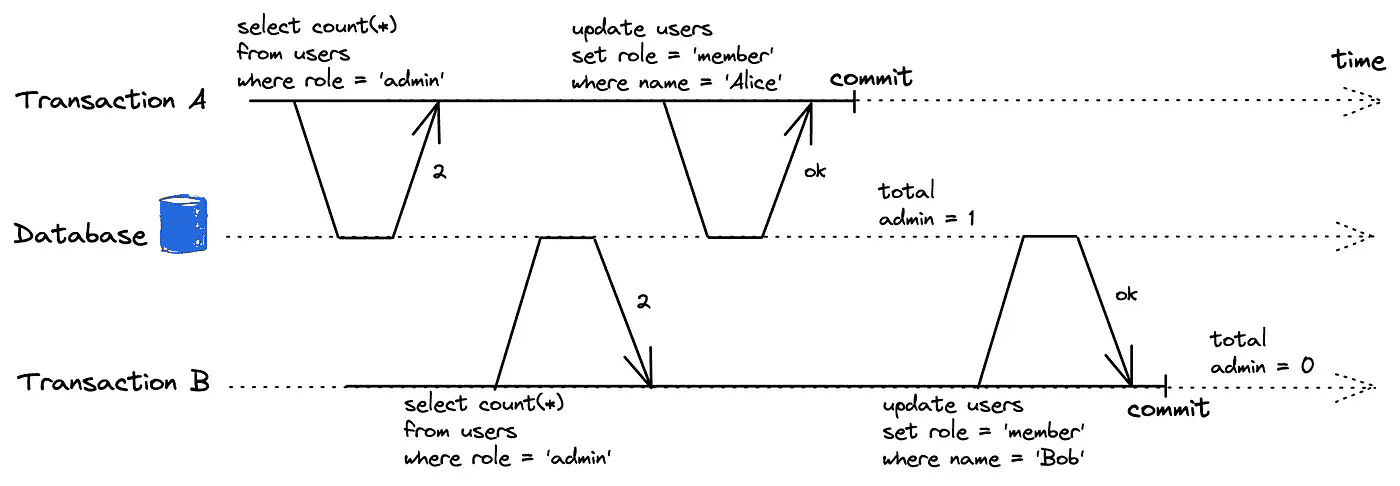 select count(*)
from users
where role = 'admin'
update users
set role = 'member'
where name = 'Alice'
commit
time
Transaction A
2
ok
total
admin = 1
Database
2
ok
total
admin = 0
Transaction B
commit
select count(*)
from users
where role = 'admin'
update users
set role = 'member'
where name = 'Bob'